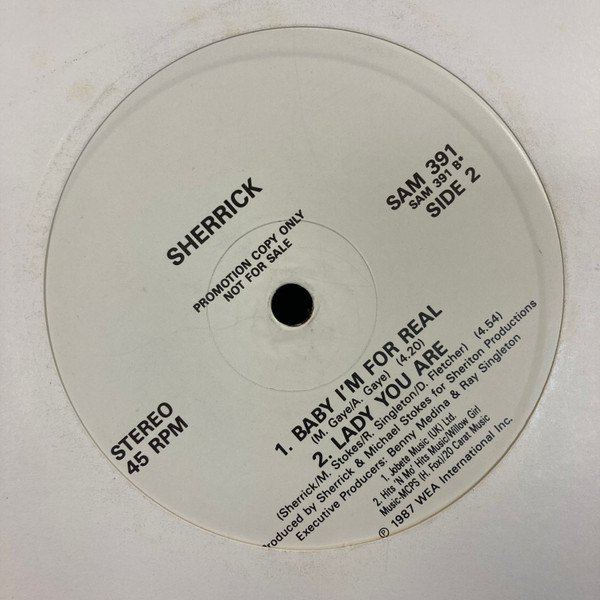 SHERRICK
SAM 391
SAM 391 B*
SIDE 2
PROMOTION COPY ONLY
NOT FOR SALE
STEREO
45 RPM
1. BABY I'M FOR REAL
(M. Gaye/A. Gaye) (4.20)
2. LADY YOU ARE
(Sherrick/M. Stokes/R. Singleton/D. Fletcher) (4.54)
roduced by Sherrick & Michael Stokes for Sheriton Productions
Executive Producers: Benny Medina & Ray Singleton
1. Jobete Music (UK) Ltd.
2. Hits 'N Mo' Hits Music/Willow Girl
Music-MCPS (H. Fox)/20 Carat Music
℗ 1987 WEA International Inc.